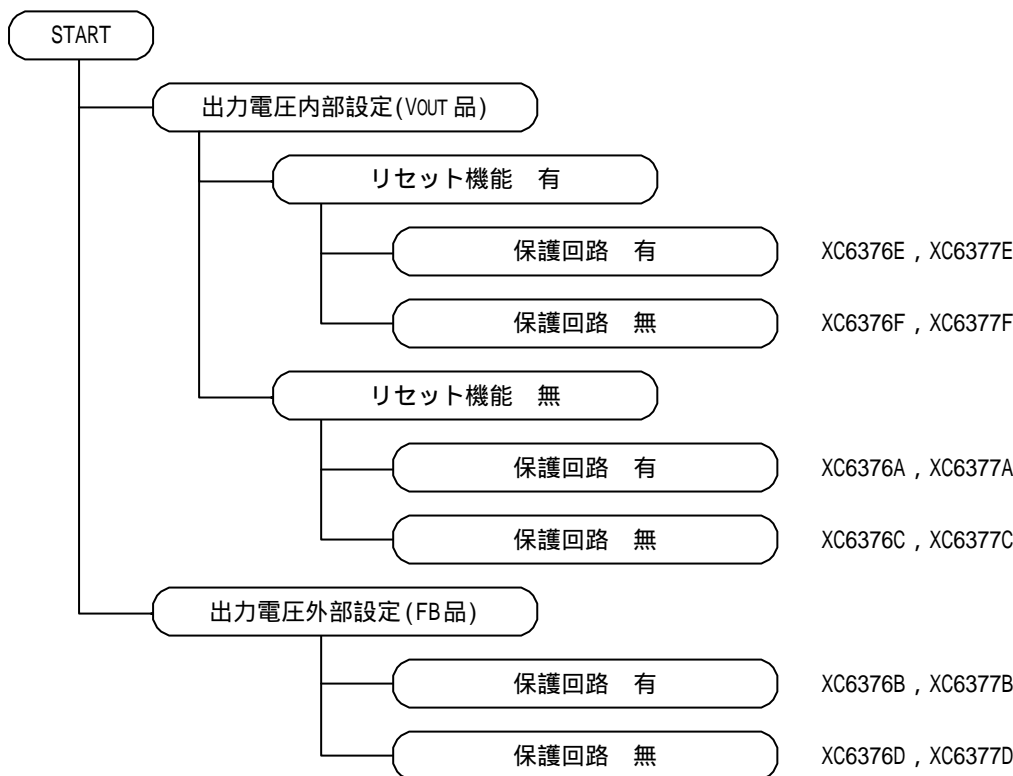 START
出力電圧内部設定(VOUT 品)
リセット機能　有
保護回路　有　XC6376E , XC6377E
保護回路　無　XC6376F , XC6377F
リセット機能　無
保護回路　有　XC6376A , XC6377A
保護回路　無　XC6376C , XC6377C
出力電圧外部設定(FB品)
保護回路　有　XC6376B , XC6377B
保護回路　無　XC6376D , XC6377D